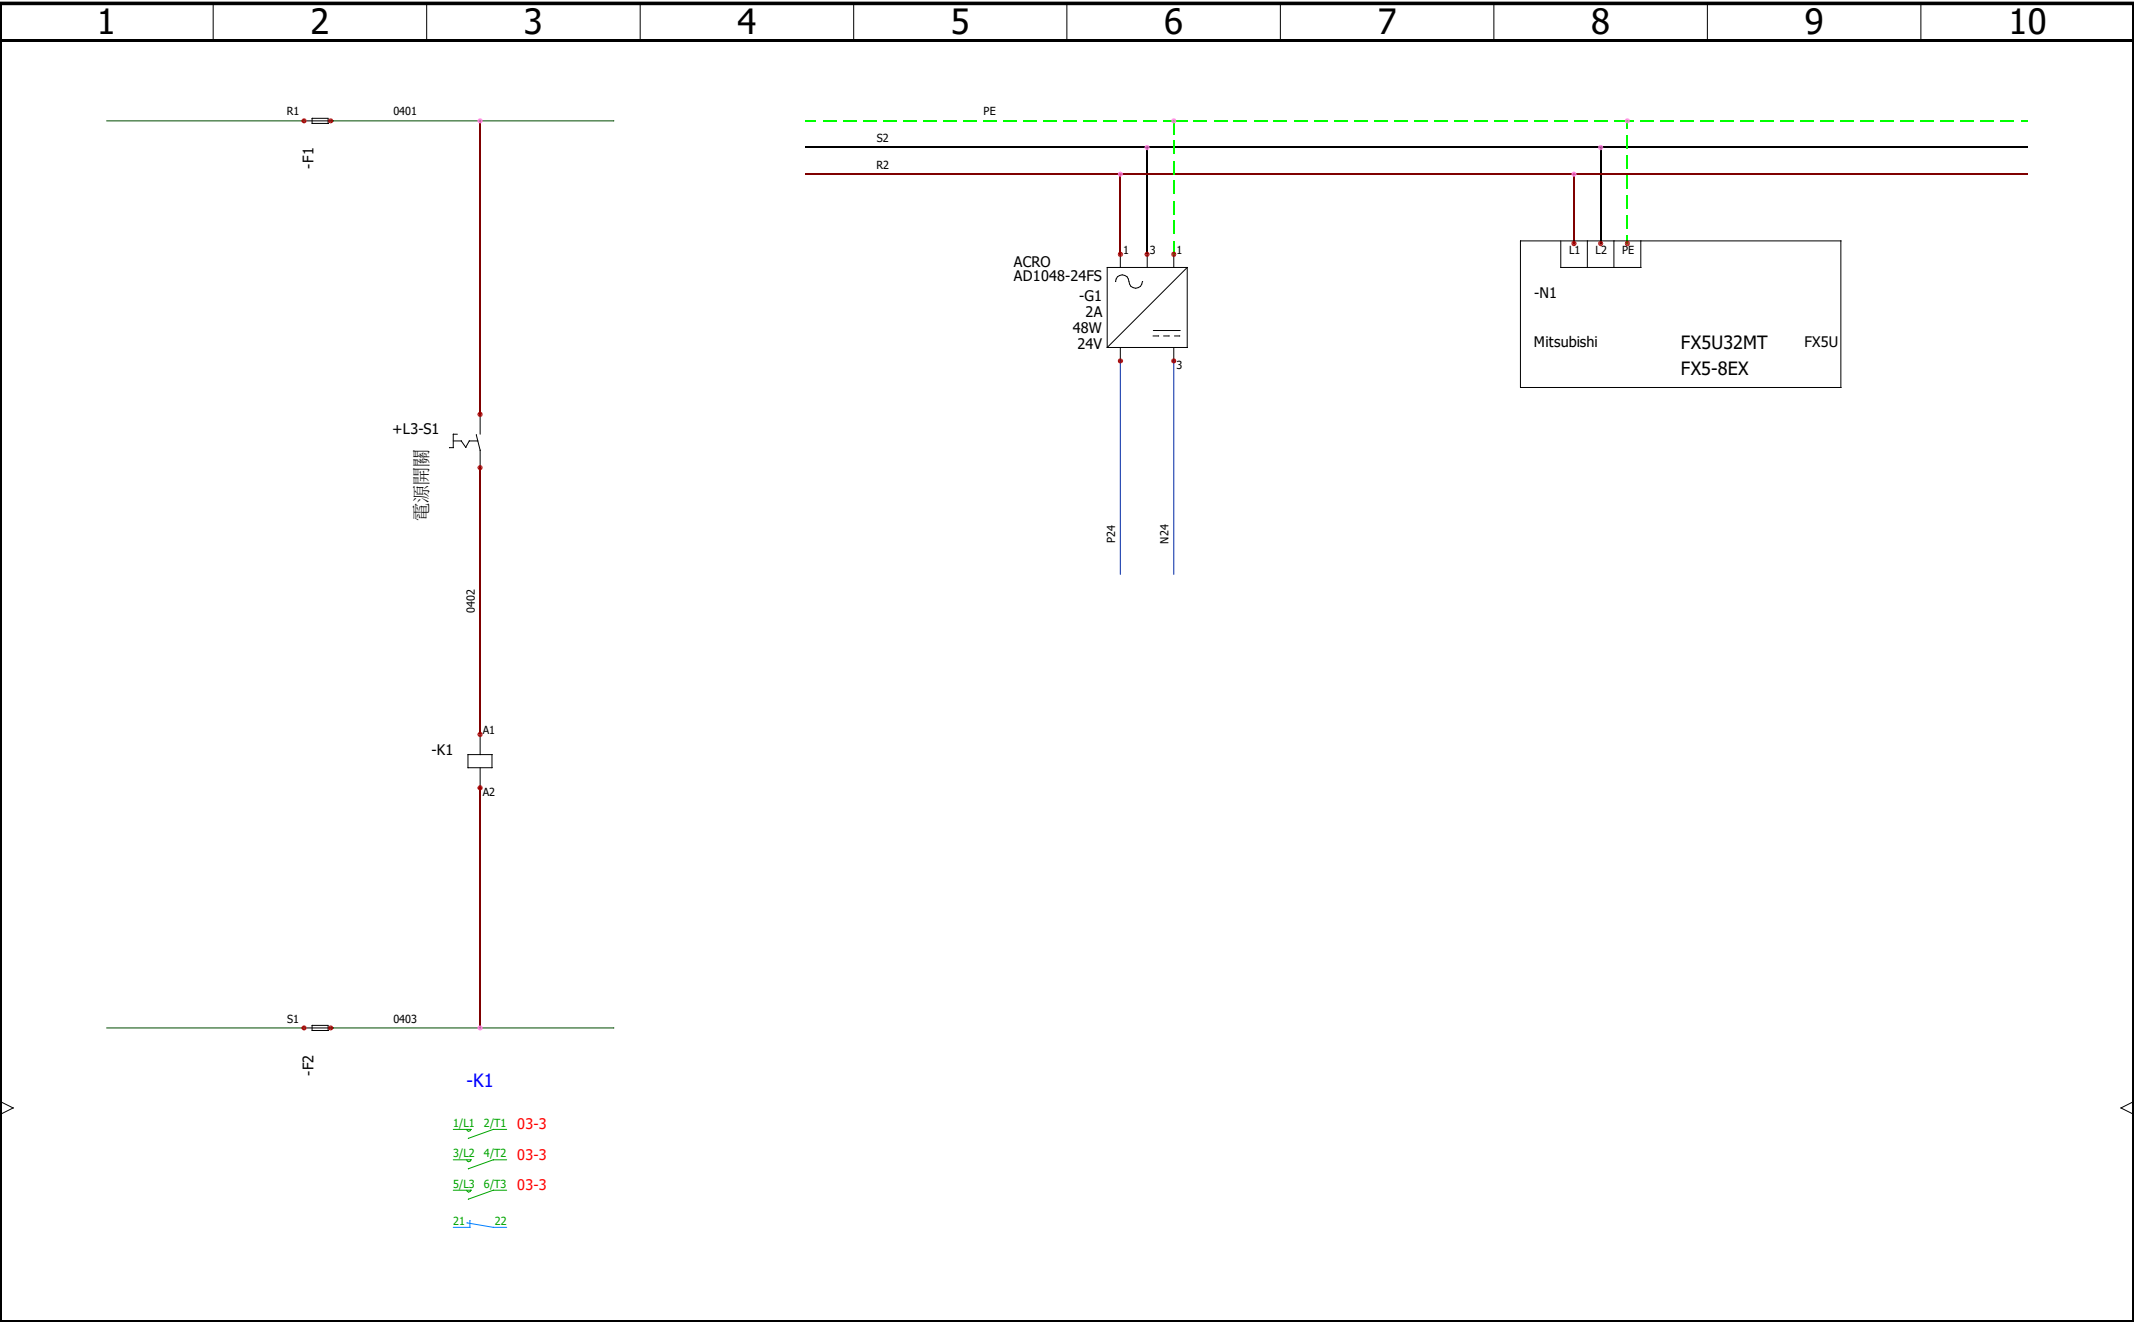 1 2 3 4 5 6 7 8 9 10
R1 0401
-F1
PE
S2
R2
1 3 1
ACRO
AD1048-24FS
-G1
2A
48W
24V
3
P24
N24
L1 L2 PE
-N1
Mitsubishi FX5U32MT FX5U
FX5-8EX
+L3-S1
電源開關
0402
A1
-K1
A2
S1 0403
-F2
-K1
1/L1 2/T1 03-3
3/L2 4/T2 03-3
5/L3 6/T3 03-3
21 22